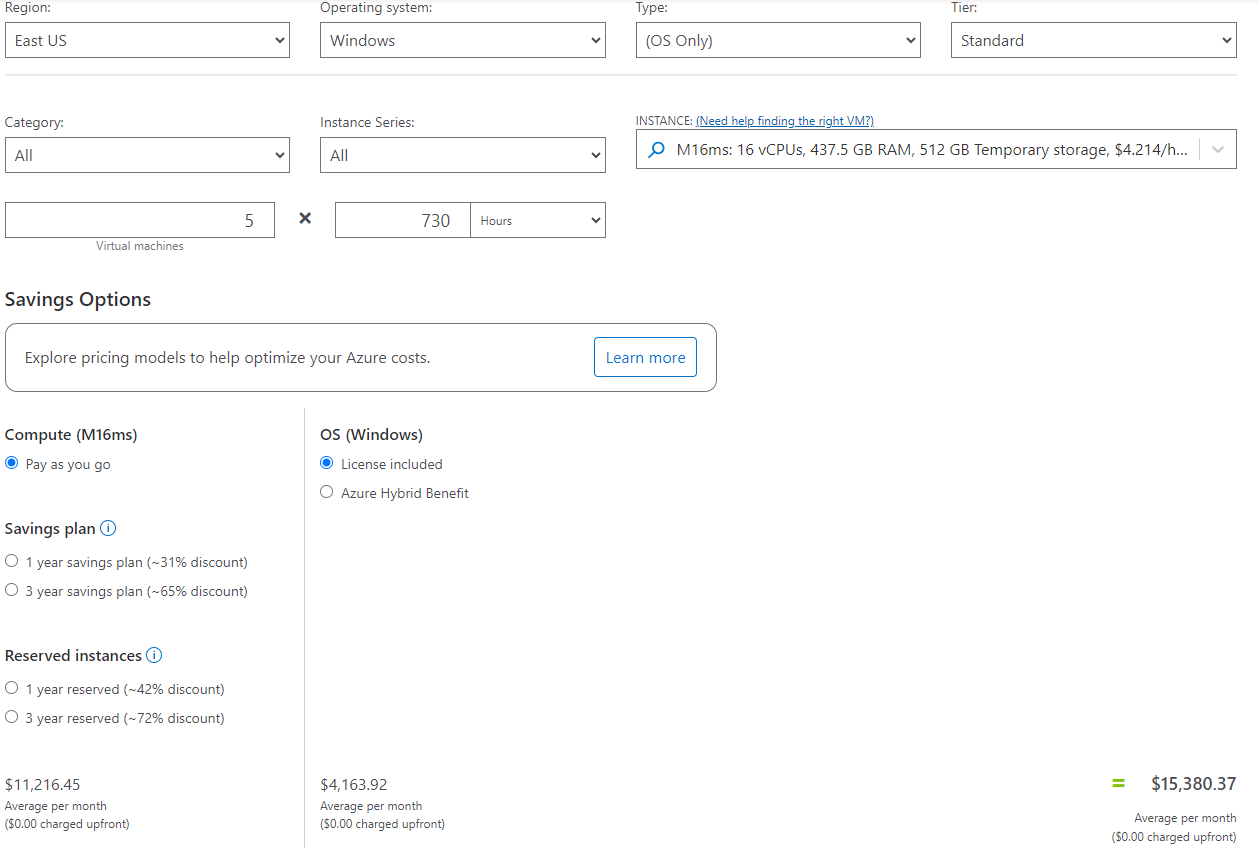 Region:
Operating system:
Type:
Tier:
East US
Windows
(OS Only)
Standard
Category:
Instance Series:
INSTANCE: (Need help finding the right VM?)
All
All
M16ms: 16 vCPUs, 437.5 GB RAM, 512 GB Temporary storage, $4.214/h...
5
×
730
Hours
Virtual machines
Savings Options
Explore pricing models to help optimize your Azure costs.
Learn more
Compute (M16ms)
Pay as you go
Savings plan
1 year savings plan (~31% discount)
3 year savings plan (~65% discount)
Reserved instances
1 year reserved (~42% discount)
3 year reserved (~72% discount)
$11,216.45
Average per month
($0.00 charged upfront)
OS (Windows)
License included
Azure Hybrid Benefit
$4,163.92
Average per month
($0.00 charged upfront)
= $15,380.37
Average per month
($0.00 charged upfront)